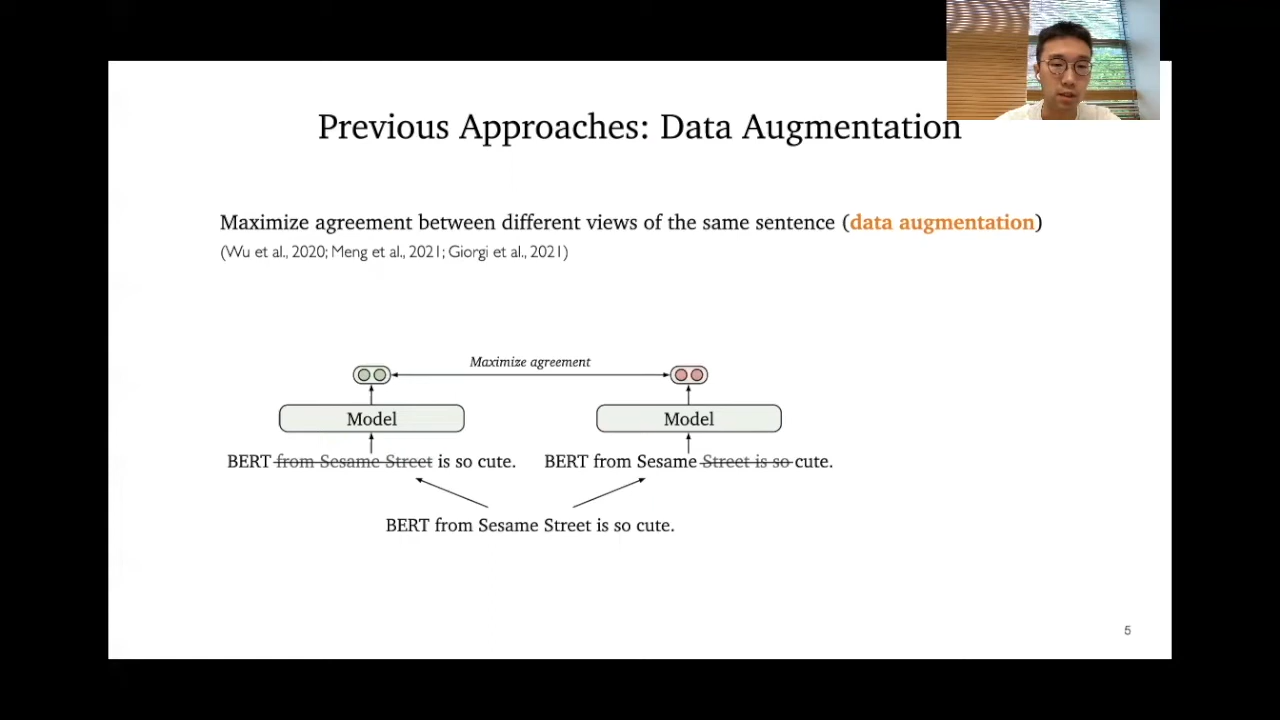 Previous Approaches: Data Augmentation
Maximize agreement between different views of the same sentence (data augmentation)
(Wu et al., 2020; Meng et al., 2021; Giorgi et al., 2021)
Maximize agreement
Model Model
BERT from Sesame Street is so cute. BERT from Sesame Street is so cute.
BERT from Sesame Street is so cute.
5